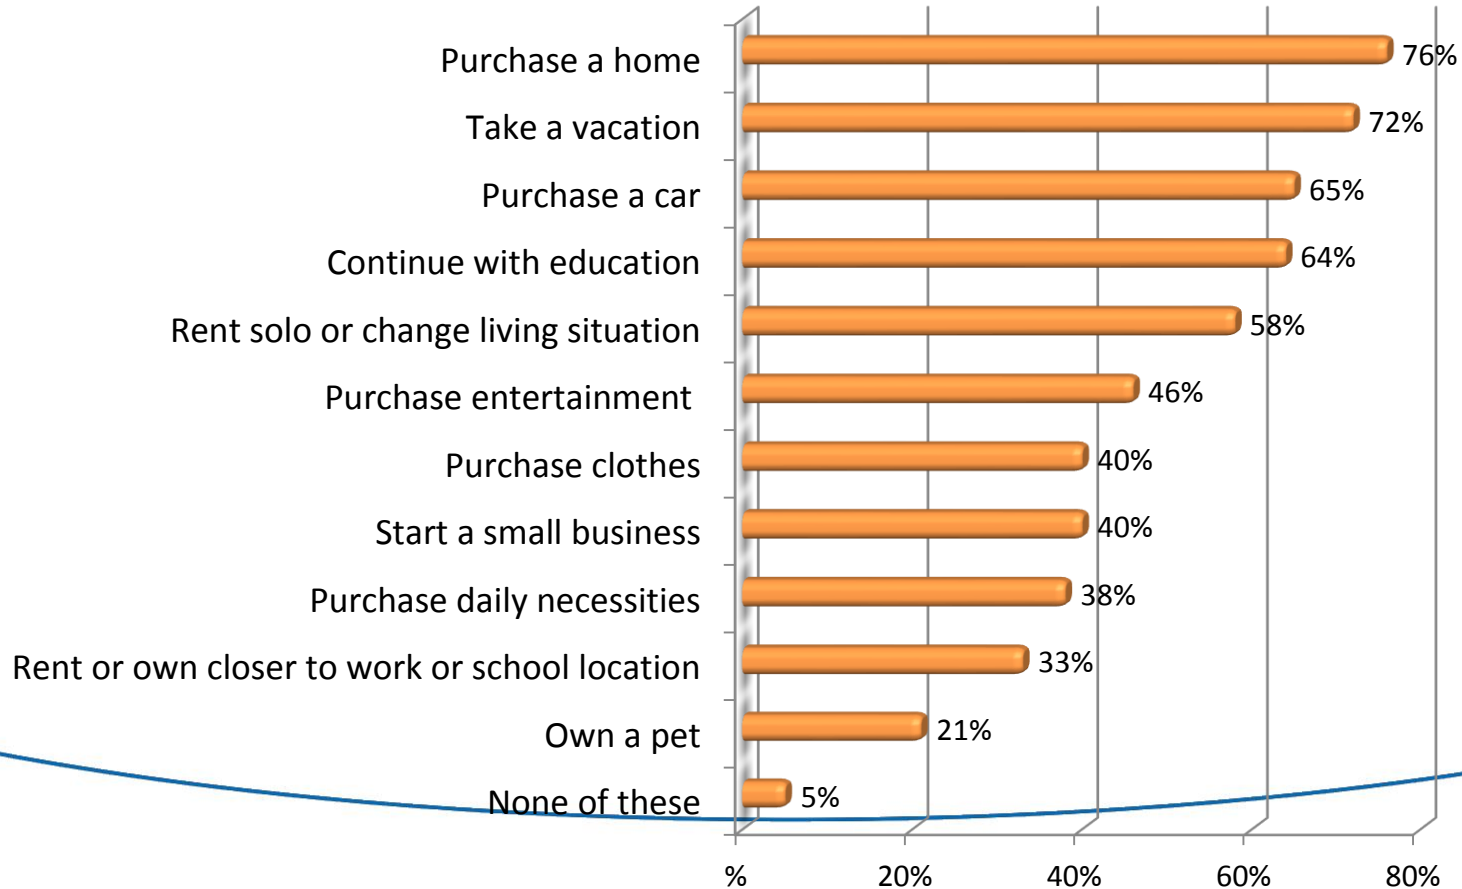 Purchase a home 76%
Take a vacation 72%
Purchase a car 65%
Continue with education 64%
Rent solo or change living situation 58%
Purchase entertainment 46%
Purchase clothes 40%
Start a small business 40%
Purchase daily necessities 38%
Rent or own closer to work or school location 33%
Own a pet 21%
None of these 5%
% 20% 40% 60% 80%